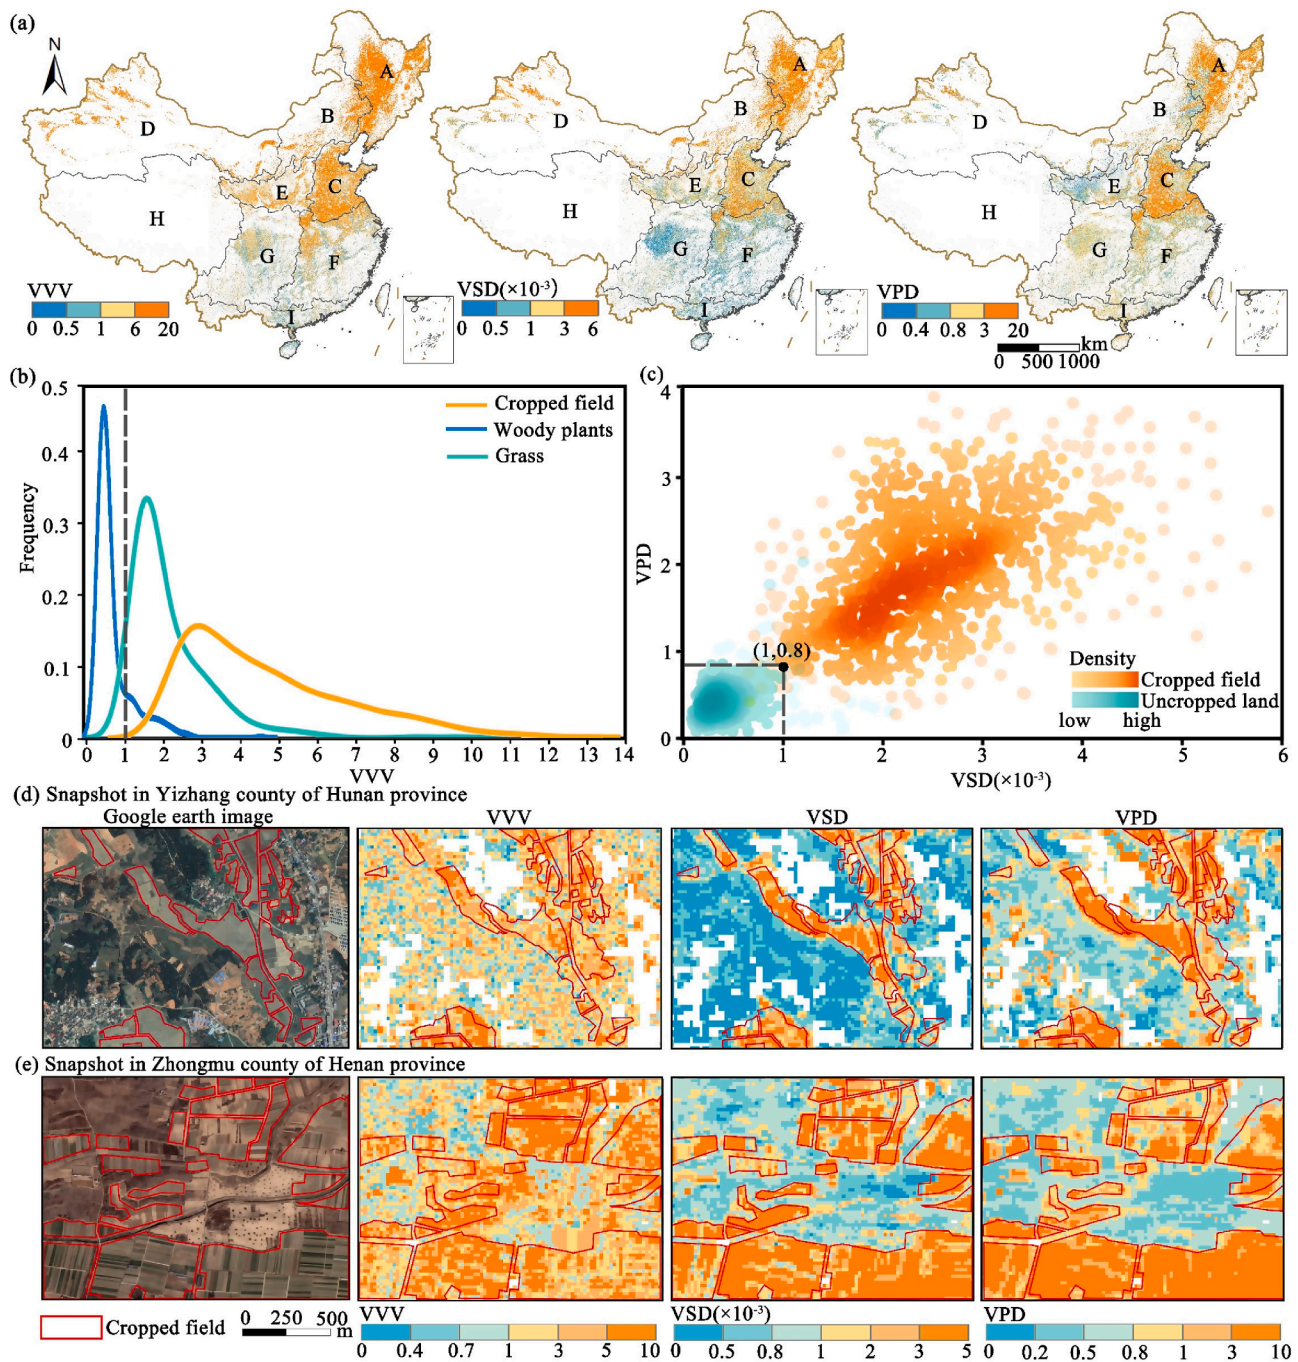 (a)
N
A
B
C
D
E
F
G
H
I
VVV
0 0.5 1 6 20
A
B
C
D
E
F
G
H
I
VSD(×10⁻³)
0 0.5 1 3 6
A
B
C
D
E
F
G
H
I
VPD
0 0.4 0.8 3 20
km
0 500 1000
(b)
Frequency
0.5
0.4
0.3
0.2
0.1
0
0 1 2 3 4 5 6 7 8 9 10 11 12 13 14
VVV
Cropped field
Woody plants
Grass
(c)
VPD
4
3
2
1
0
0 1 2 3 4 5 6
VSD(×10⁻³)
(1,0.8)
Density
Cropped field
Uncropped land
low high
(d) Snapshot in Yizhang county of Hunan province
Google earth image VVV VSD VPD
(e) Snapshot in Zhongmu county of Henan province
Cropped field
0 250 500
m
VVV
0 0.4 0.7 1 3 5 10
VSD(×10⁻³)
0 0.5 0.8 1 2 3 5
VPD
0 0.2 0.5 0.8 1 3 10